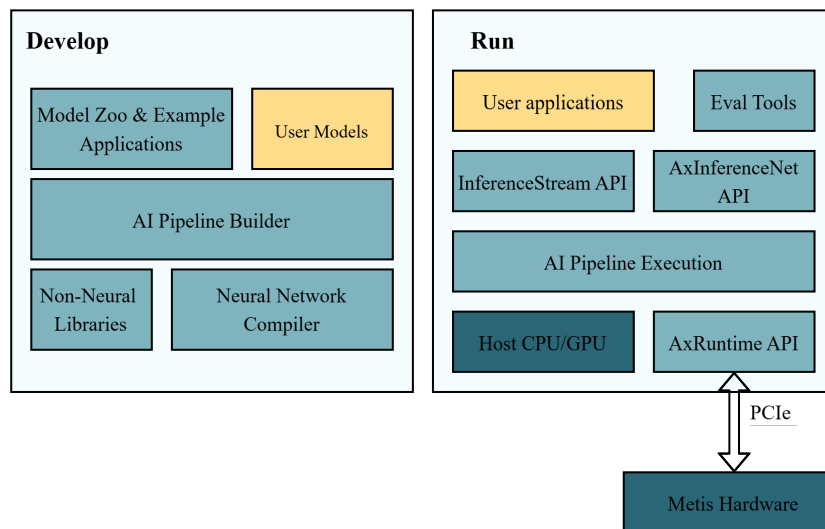 Develop
Model Zoo & Example
Applications
User Models
AI Pipeline Builder
Non-Neural
Libraries
Neural Network
Compiler
Run
User applications
Eval Tools
InferenceStream API
AxInferenceNet
API
AI Pipeline Execution
Host CPU/GPU
AxRuntime API
PCIe
Metis Hardware